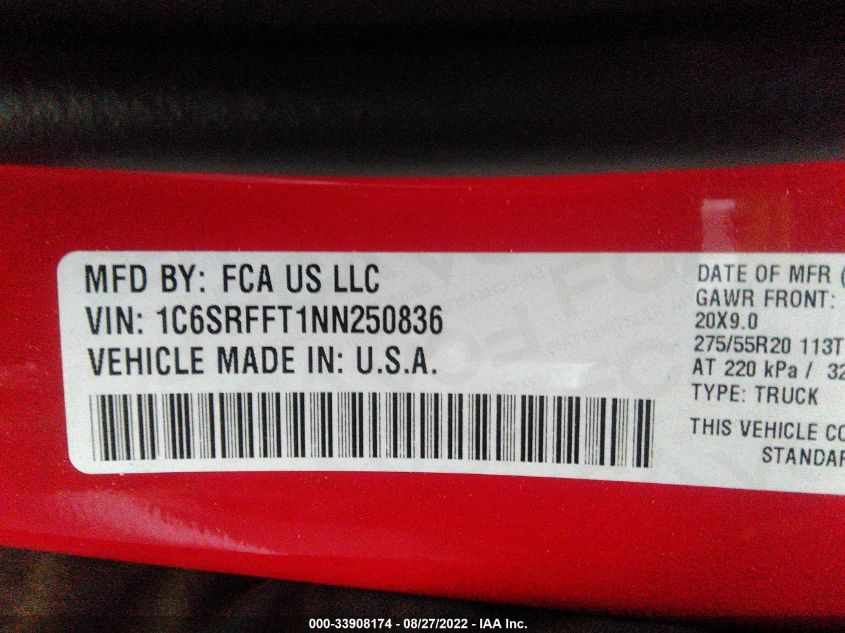 MFD BY: FCA US LLC
VIN: 1C6SRFFT1NN250836
VEHICLE MADE IN: U.S.A.
DATE OF MFR (
GAWR FRONT:
20X9.0
275/55R20 113T
AT 220 kPa / 32
TYPE: TRUCK
THIS VEHICLE CO
STANDAR
000-33908174 - 08/27/2022 - IAA Inc.